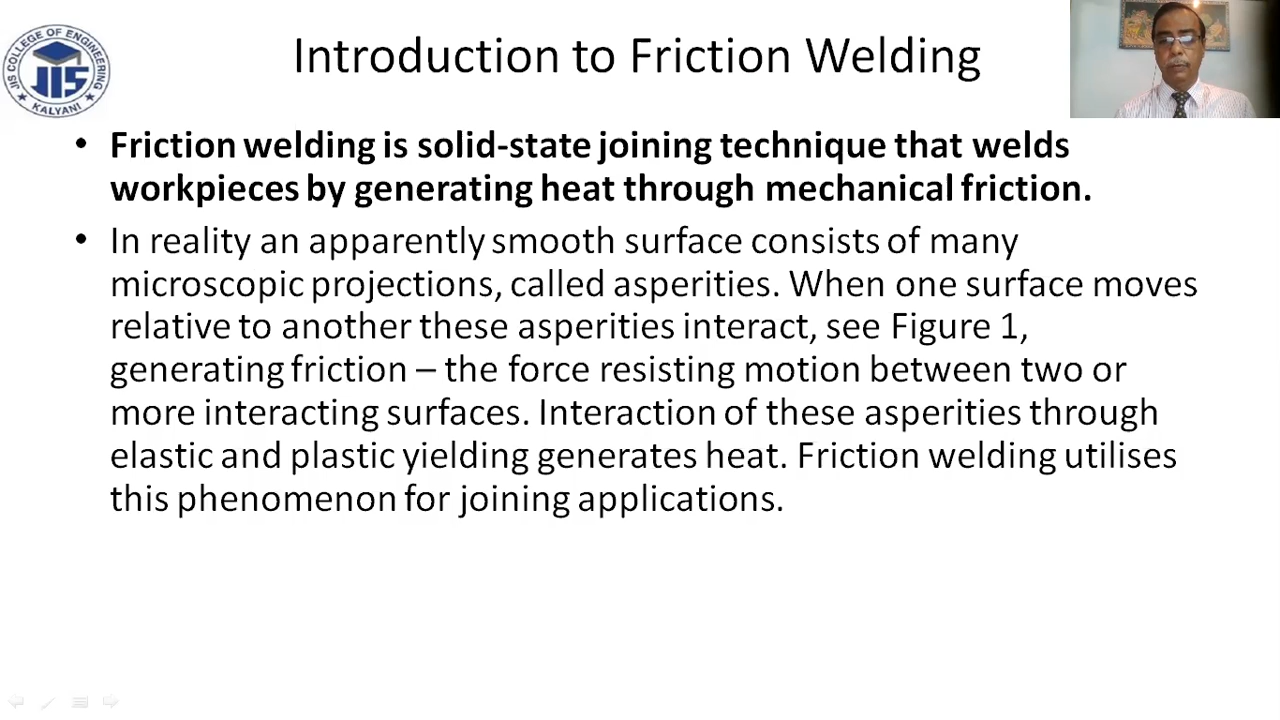 JIS COLLEGE OF ENGINEERING
JIS
KALYANI
Introduction to Friction Welding
• Friction welding is solid-state joining technique that welds
workpieces by generating heat through mechanical friction.
• In reality an apparently smooth surface consists of many
microscopic projections, called asperities. When one surface moves
relative to another these asperities interact, see Figure 1,
generating friction – the force resisting motion between two or
more interacting surfaces. Interaction of these asperities through
elastic and plastic yielding generates heat. Friction welding utilises
this phenomenon for joining applications.